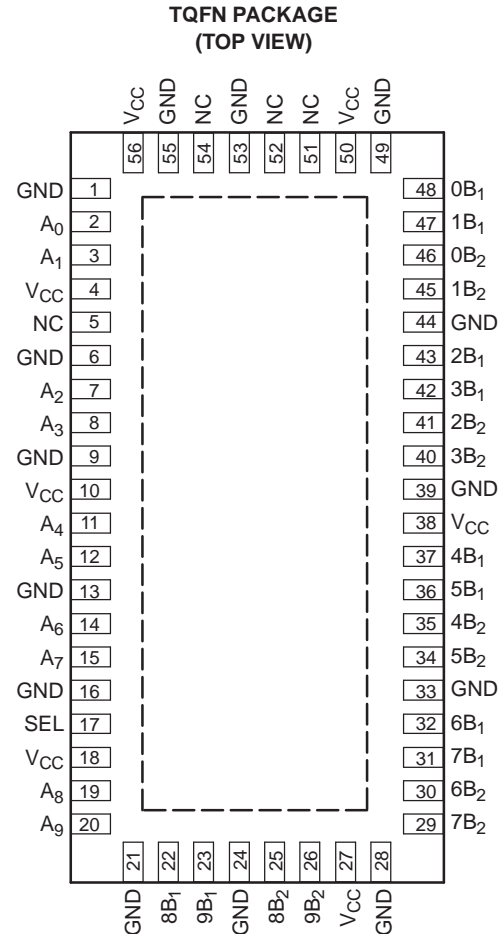 TQFN PACKAGE
(TOP VIEW)
VCC GND NC GND NC NC VCC GND
56 55 54 53 52 51 50 49
GND 1 48 0B1
A0 2 47 1B1
A1 3 46 0B2
VCC 4 45 1B2
NC 5 44 GND
GND 6 43 2B1
A2 7 42 3B1
A3 8 41 2B2
GND 9 40 3B2
VCC 10 39 GND
A4 11 38 VCC
A5 12 37 4B1
GND 13 36 5B1
A6 14 35 4B2
A7 15 34 5B2
GND 16 33 GND
SEL 17 32 6B1
VCC 18 31 7B1
A8 19 30 6B2
A9 20 29 7B2
21 22 23 24 25 26 27 28
GND 8B1 9B1 GND 8B2 9B2 VCC GND